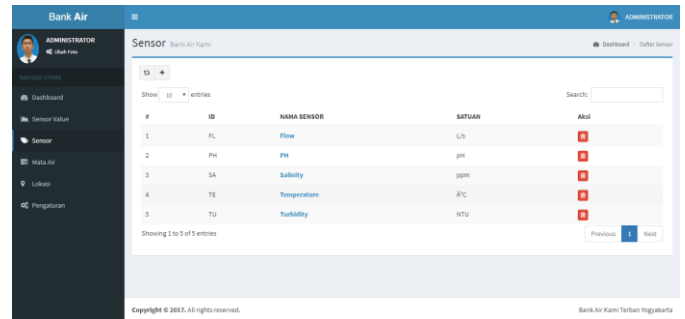 Bank Air
ADMINISTRATOR
ADMINISTRATOR
Ubah Foto
Sensor Bank Air Kami
Dashboard > Daftar Sensor
NAVIGASI UTAMA
Dashboard
Sensor Value
Sensor
Mata Air
Lokasi
Pengaturan
Show 10 entries
Search:
# ID NAMA SENSOR SATUAN Aksi
1 FL Flow L/s
2 PH PH pH
3 SA Salinity ppm
4 TE Temperature Â°C
5 TU Turbidity NTU
Showing 1 to 5 of 5 entries
Previous 1 Next
Copyright © 2017. All rights reserved.
Bank Air Kami Terban Yogyakarta